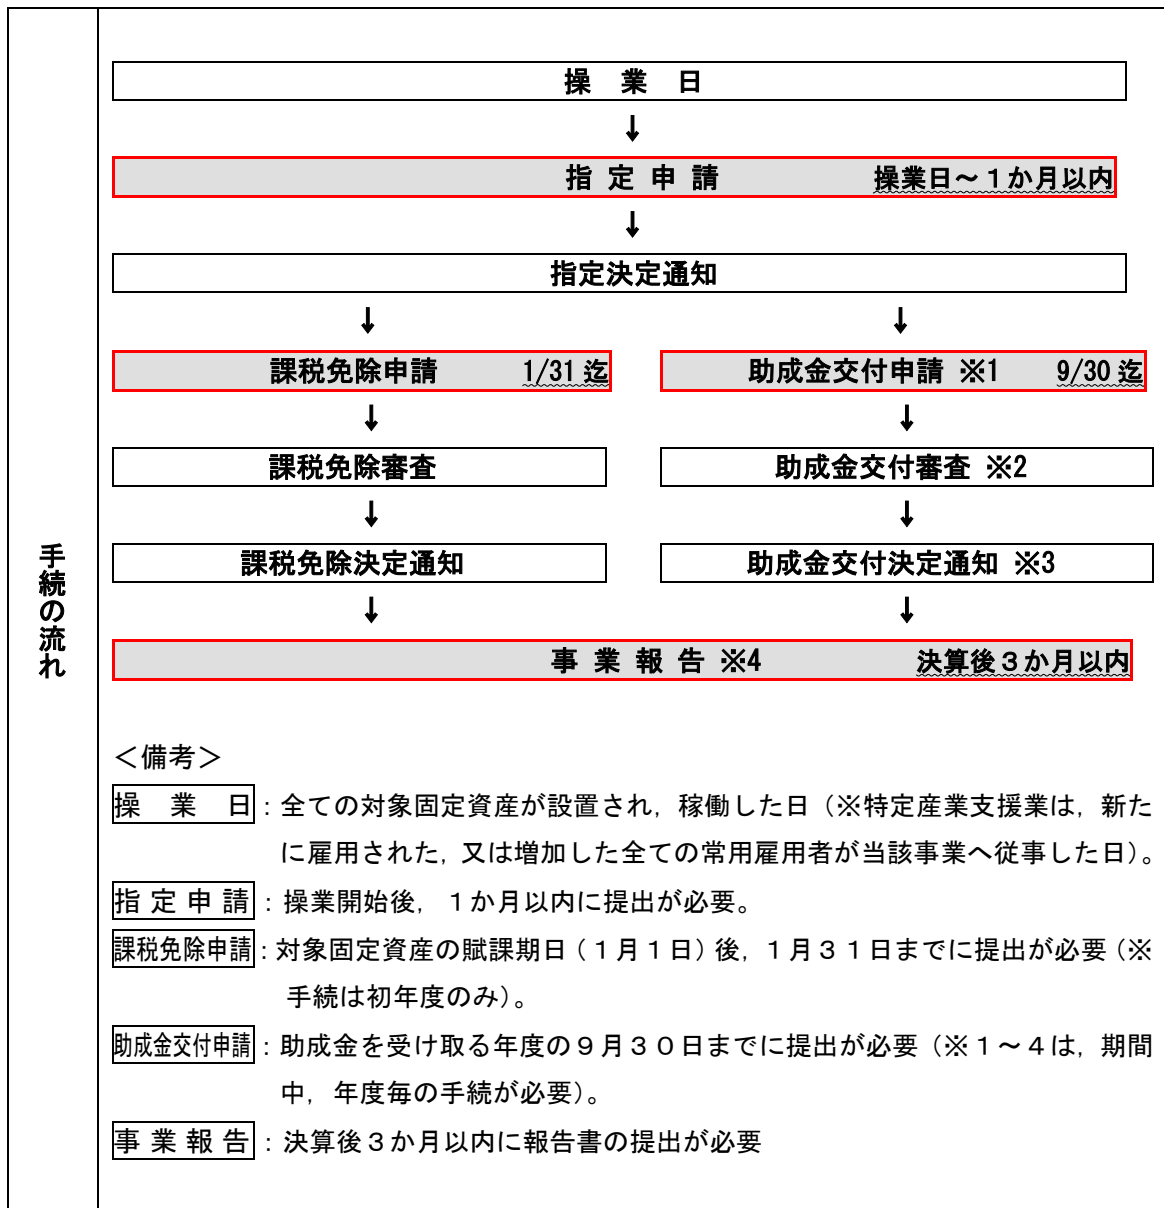 手続の流れ
操　業　日
↓
指 定 申 請　操業日～１か月以内
↓
指定決定通知
↓　↓
課税免除申請　1/31 迄　助成金交付申請 ※1　9/30 迄
↓　↓
課税免除審査　助成金交付審査 ※2
↓　↓
課税免除決定通知　助成金交付決定通知 ※3
↓　↓
事 業 報 告 ※4　決算後３か月以内
＜備考＞
操　業　日：全ての対象固定資産が設置され，稼働した日（※特定産業支援業は，新た
に雇用された，又は増加した全ての常用雇用者が当該事業へ従事した日）。
指 定 申 請：操業開始後，１か月以内に提出が必要。
課税免除申請：対象固定資産の賦課期日（１月１日）後，１月３１日までに提出が必要（※
手続は初年度のみ）。
助成金交付申請：助成金を受け取る年度の９月３０日までに提出が必要（※１～４は，期間
中，年度毎の手続が必要）。
事 業 報 告：決算後３か月以内に報告書の提出が必要